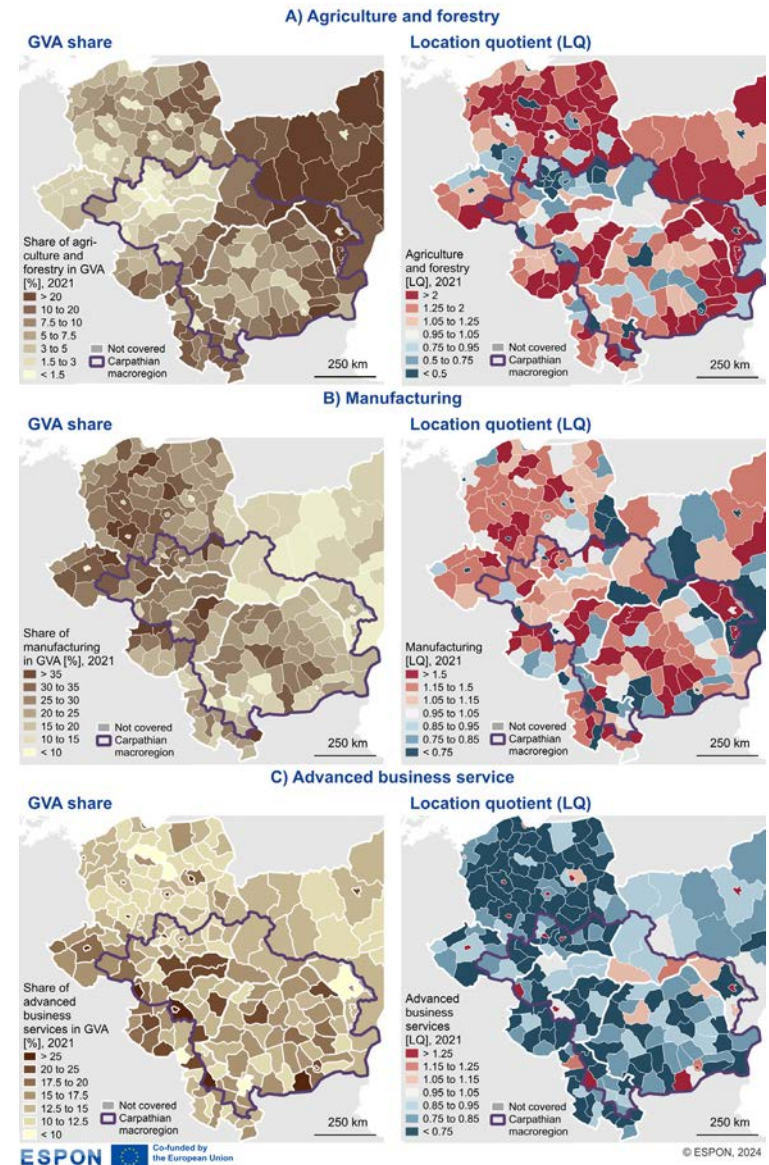 A) Agriculture and forestry
GVA share
Location quotient (LQ)
Share of agri-
culture and
forestry in GVA
[%], 2021
> 20
10 to 20
7.5 to 10
5 to 7.5
3 to 5
1.5 to 3
< 1.5
Not covered
Carpathian
macroregion
250 km
Agriculture
and forestry
[LQ], 2021
> 2
1.25 to 2
1.05 to 1.25
0.95 to 1.05
0.75 to 0.95
0.5 to 0.75
< 0.5
Not covered
Carpathian
macroregion
250 km
B) Manufacturing
GVA share
Location quotient (LQ)
Share of
manufacturing
in GVA [%], 2021
> 35
30 to 35
25 to 30
20 to 25
15 to 20
10 to 15
< 10
Not covered
Carpathian
macroregion
250 km
Manufacturing
[LQ], 2021
> 1.5
1.15 to 1.5
1.05 to 1.15
0.95 to 1.05
0.85 to 0.95
0.75 to 0.85
< 0.75
Not covered
Carpathian
macroregion
250 km
C) Advanced business service
GVA share
Location quotient (LQ)
Share of
advanced
business
services in GVA
[%], 2021
> 25
20 to 25
17.5 to 20
15 to 17.5
12.5 to 15
10 to 12.5
< 10
Not covered
Carpathian
macroregion
250 km
Advanced
business
services
[LQ], 2021
> 1.25
1.15 to 1.25
1.05 to 1.15
0.95 to 1.05
0.85 to 0.95
0.75 to 0.85
< 0.75
Not covered
Carpathian
macroregion
250 km
ESPON
Co-funded by
the European Union
© ESPON, 2024